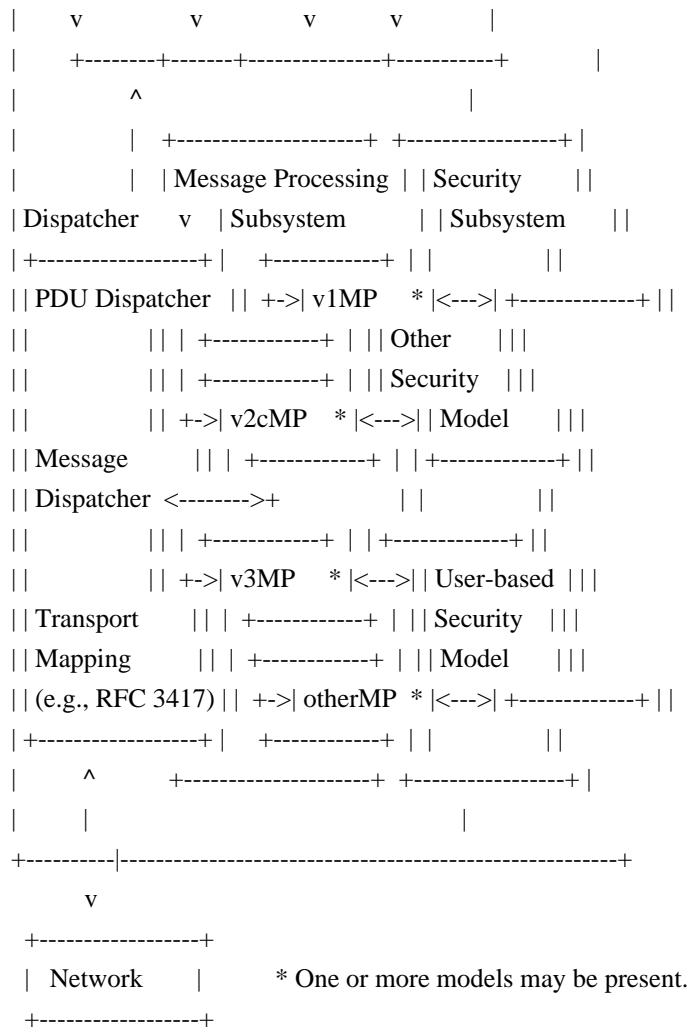 |       v             v             v         v           |
|       +--------+-------+---------------+-----------+           |
|             ^                                     |
|             |   +---------------------+   +-----------------+ |
|             |   | Message Processing  |  | Security        | |
| Dispatcher     v   | Subsystem         |  | Subsystem      | |
| +------------------+ |     +------------+  | |              | |
| | PDU Dispatcher   | |  +->| v1MP     * |<--->| +-------------+ | |
| |                | | |  +------------+  | | | Other        | | |
| |                | | |  +------------+  | | | Security    | | |
| |                | |  +->| v2cMP    * |<--->| | Model       | | |
| | Message        | | |  +------------+  | | +-------------+ | |
| | Dispatcher  <-------->+               | |               | |
| |                | | |  +------------+  | | +-------------+ | |
| |                | |  +->| v3MP     * |<--->| | User-based  | | |
| | Transport       | | |  +------------+  | | | Security    | | |
| | Mapping        | | |  +------------+  | | | Model       | | |
| | (e.g., RFC 3417) | |  +->| otherMP  * |<--->| +-------------+ | |
| +------------------+ |     +------------+  | |              | |
|        ^          +---------------------+   +-----------------+ |
|        |                                          |
+----------|--------------------------------------------------------+
         v
  +------------------+
  |   Network       |          * One or more models may be present.
  +------------------+